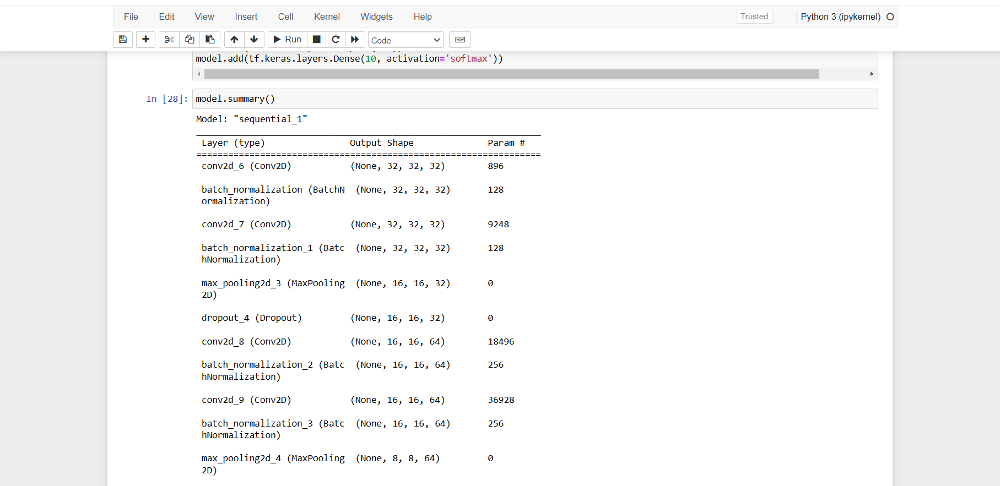 File Edit View Insert Cell Kernel Widgets Help Trusted Python 3 (ipykernel)
Run Code
model.add(tf.keras.layers.Dense(10, activation='softmax'))
In [28]: model.summary()
Model: "sequential_1"
_________________________________________________________________
Layer (type) Output Shape Param #
=================================================================
conv2d_6 (Conv2D) (None, 32, 32, 32) 896
batch_normalization (BatchN (None, 32, 32, 32) 128
ormalization)
conv2d_7 (Conv2D) (None, 32, 32, 32) 9248
batch_normalization_1 (Batc (None, 32, 32, 32) 128
hNormalization)
max_pooling2d_3 (MaxPooling (None, 16, 16, 32) 0
2D)
dropout_4 (Dropout) (None, 16, 16, 32) 0
conv2d_8 (Conv2D) (None, 16, 16, 64) 18496
batch_normalization_2 (Batc (None, 16, 16, 64) 256
hNormalization)
conv2d_9 (Conv2D) (None, 16, 16, 64) 36928
batch_normalization_3 (Batc (None, 16, 16, 64) 256
hNormalization)
max_pooling2d_4 (MaxPooling (None, 8, 8, 64) 0
2D)